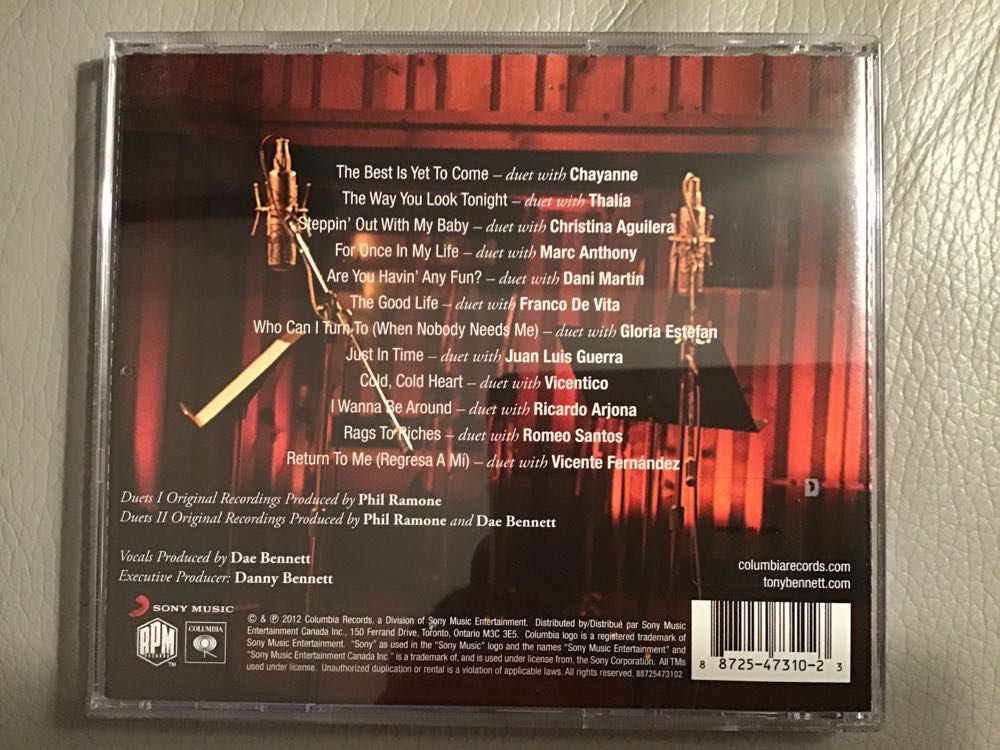 The Best Is Yet To Come – duet with Chayanne
The Way You Look Tonight – duet with Thalía
Steppin' Out With My Baby – duet with Christina Aguilera
For Once In My Life – duet with Marc Anthony
Are You Havin' Any Fun? – duet with Dani Martín
The Good Life – duet with Franco De Vita
Who Can I Turn To (When Nobody Needs Me) – duet with Gloria Estefan
Just In Time – duet with Juan Luis Guerra
Cold, Cold Heart – duet with Vicentico
I Wanna Be Around – duet with Ricardo Arjona
Rags To Riches – duet with Romeo Santos
Return To Me (Regresa A Mí) – duet with Vicente Fernández
Duets I Original Recordings Produced by Phil Ramone
Duets II Original Recordings Produced by Phil Ramone and Dae Bennett
Vocals Produced by Dae Bennett
Executive Producer: Danny Bennett
columbiarecords.com
tonybennett.com
SONY MUSIC
RPM
RECORDS
TM
COLUMBIA
© & ℗ 2012 Columbia Records, a Division of Sony Music Entertainment. Distributed by/Distribué par Sony Music
Entertainment Canada Inc., 150 Ferrand Drive, Toronto, Ontario M3C 3E5. Columbia logo is a registered trademark of
Sony Music Entertainment. "Sony" as used in the "Sony Music" logo and the names "Sony Music Entertainment" and
"Sony Music Entertainment Canada Inc." is a trademark of, and is used under license from, the Sony Corporation. All TMs
used under license. Unauthorized duplication or rental is a violation of applicable laws. All rights reserved. 88725473102
8 87254-47310-2 3